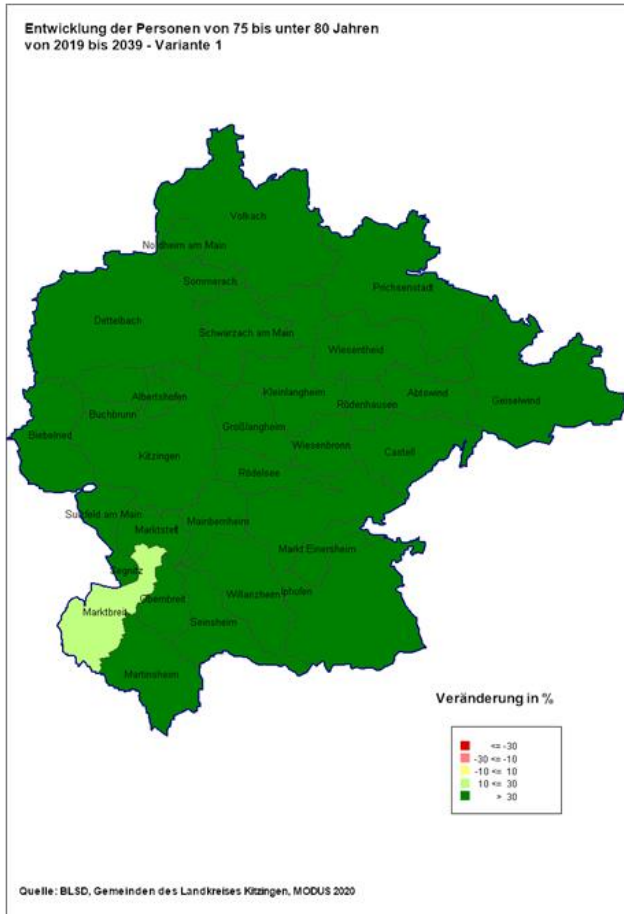 Entwicklung der Personen von 75 bis unter 80 Jahren
von 2019 bis 2039 - Variante 1
Volkach
Nordheim am Main
Sommerach
Prichsenstadt
Dettelbach
Schwarzach am Main
Wiesentheid
Kleinlangheim
Abtswind
Albertshofen
Rüdenhausen
Geiselwind
Buchbrunn
Großlangheim
Biebelried
Wiesenbronn
Castell
Kitzingen
Rödelsee
Sulzfeld am Main
Mainbernheim
Marktsteft
Markt Einersheim
Segnitz
Obernbreit
Willanzheim
Iphofen
Marktbreit
Seinsheim
Martinsheim
Veränderung in %
<= -30
-30 <= -10
-10 <= 10
10 <= 30
> 30
Quelle: BLSD, Gemeinden des Landkreises Kitzingen, MODUS 2020